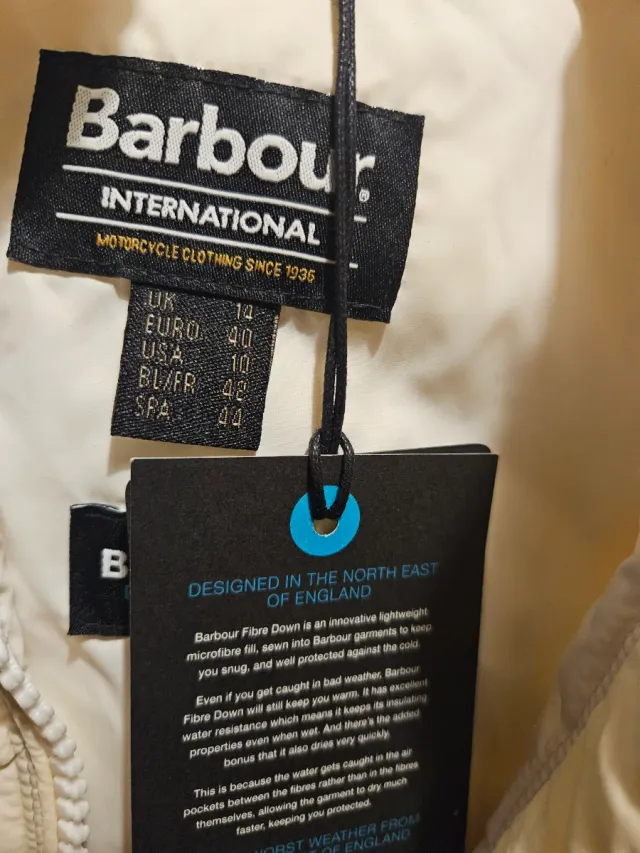 Barbour
INTERNATIONAL
MOTORCYCLE CLOTHING SINCE 1936
UK 14
EURO 40
USA 10
BL/FR 42
SPA 44
B
DESIGNED IN THE NORTH EAST
OF ENGLAND
Barbour Fibre Down is an innovative lightweight
microfibre fill, sewn into Barbour garments to keep
you snug, and well protected against the cold.
Even if you get caught in bad weather, Barbour
Fibre Down will still keep you warm. It has excellent
water resistance which means it keeps its insulating
properties even when wet. And there's the added
bonus that it also dries very quickly.
This is because the water gets caught in the air
pockets between the fibres rather than in the fibres
themselves, allowing the garment to dry much
faster, keeping you protected.
WORST WEATHER FROM
OF ENGLAND